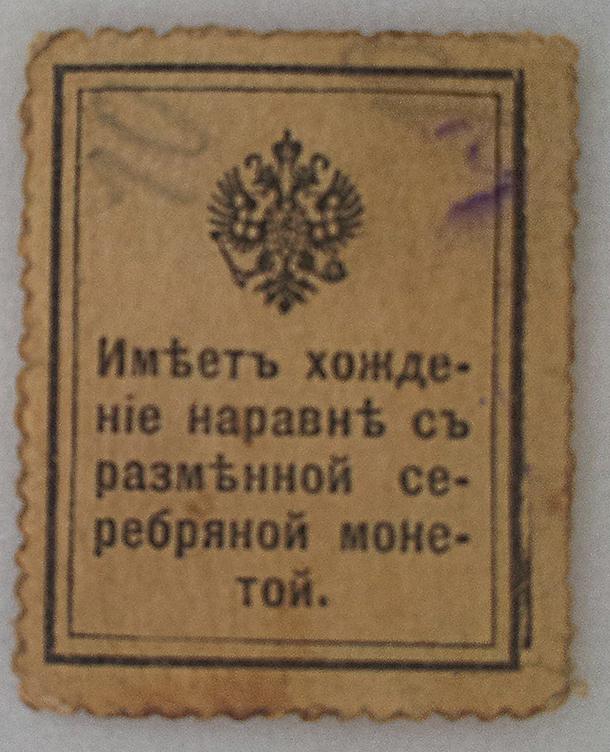 Имѣетъ хожде-
ніе наравнѣ съ
размѣнной се-
ребряной моне-
той.